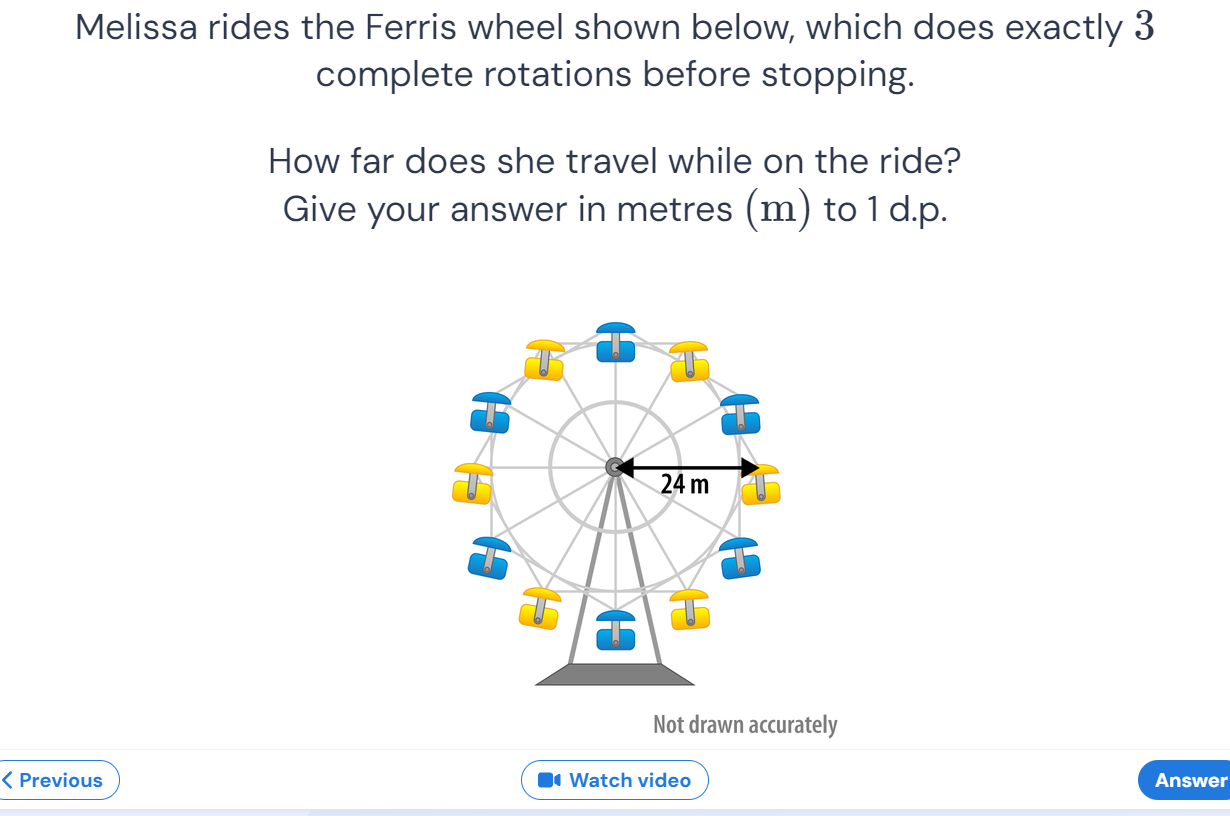 Melissa rides the Ferris wheel shown below, which does exactly 3
complete rotations before stopping.
How far does she travel while on the ride?
Give your answer in metres (m) to 1 d.p.
24 m
Not drawn accurately
Previous
Watch video
Answer